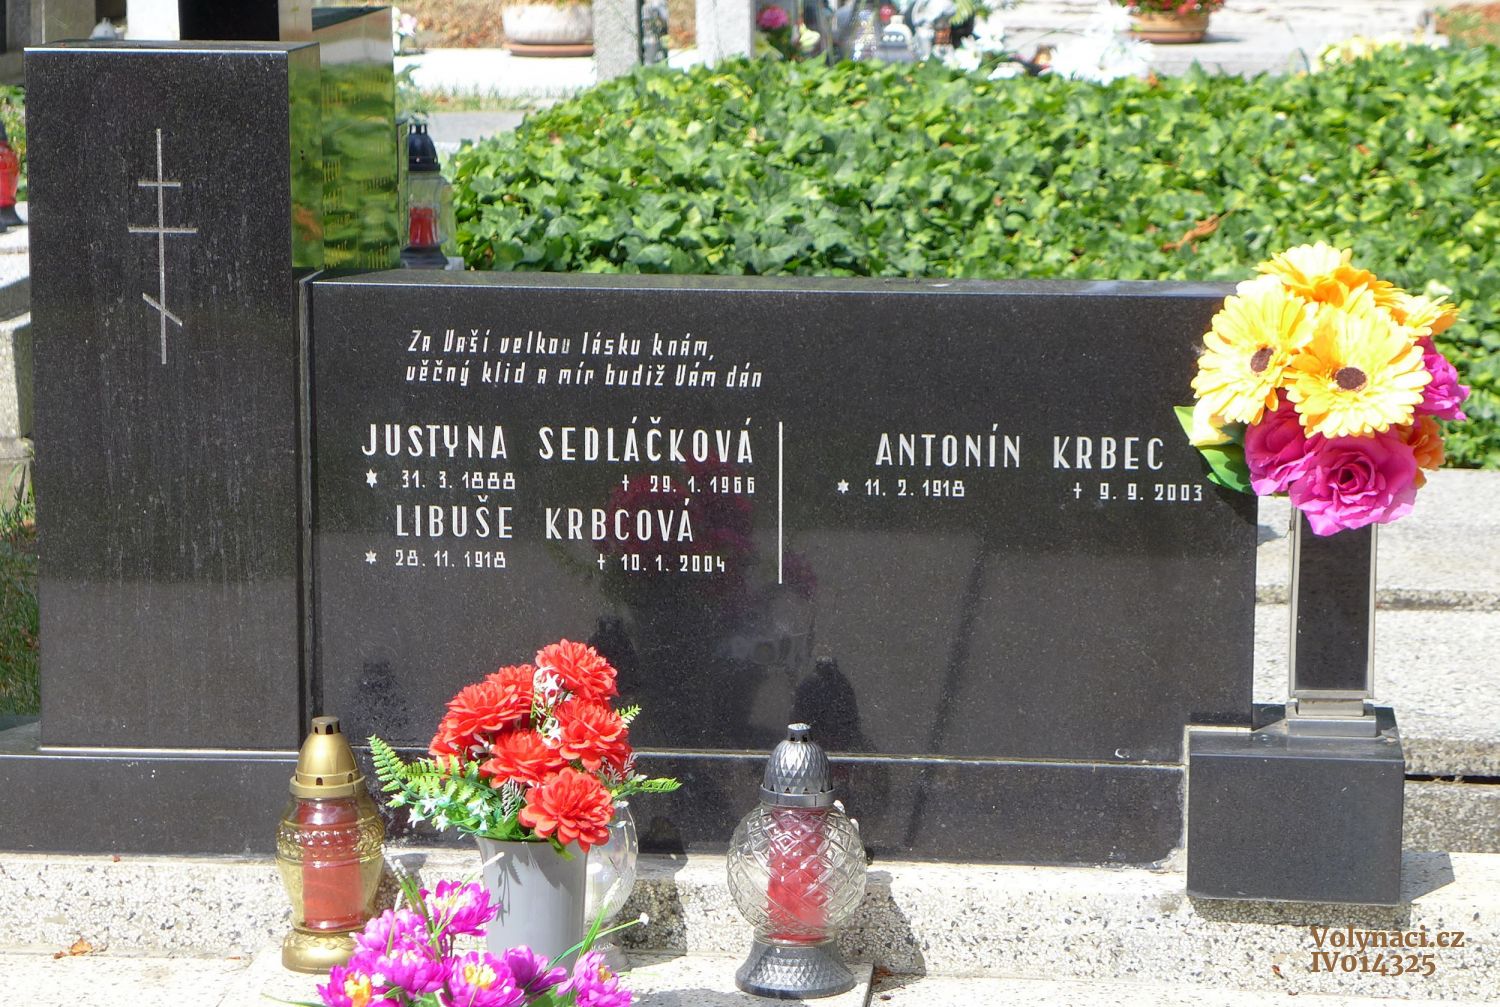 Za Vaší velkou lásku k nám,
věčný klid a mír budiž Vám dán
JUSTYNA SEDLÁČKOVÁ
* 31. 3. 1888 † 29. 1. 1966
LIBUŠE KRBCOVÁ
* 28. 11. 1918 † 10. 1. 2004
ANTONÍN KRBEC
* 11. 2. 1918 † 9. 9. 2003
Volynaci.cz
IV014325